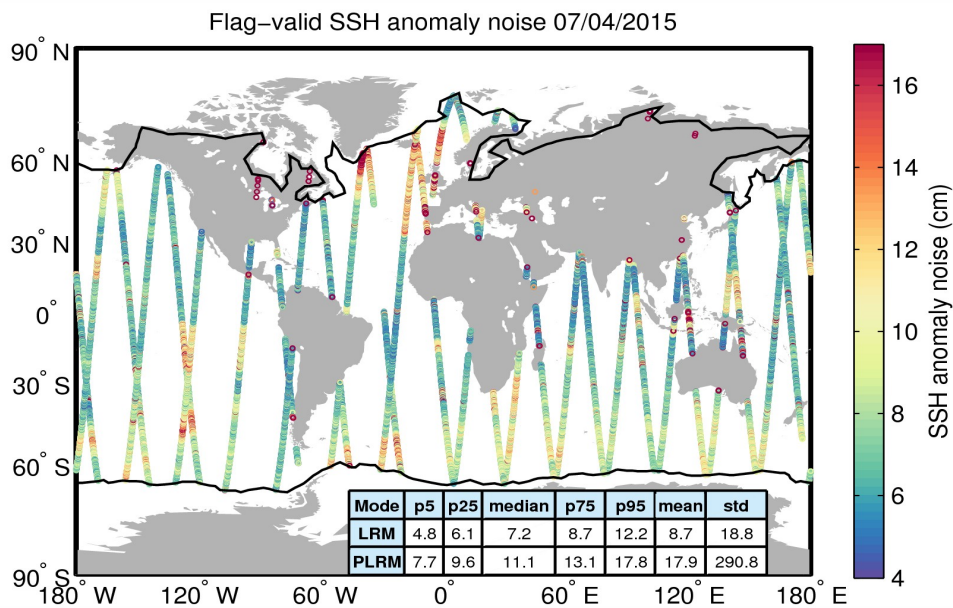 Flag−valid SSH anomaly noise 07/04/2015
90° N
60° N
30° N
0°
30° S
60° S
90° S
180° W
120° W
60° W
0°
60° E
120° E
180° E
Mode p5 p25 median p75 p95 mean std
LRM 4.8 6.1 7.2 8.7 12.2 8.7 18.8
PLRM 7.7 9.6 11.1 13.1 17.8 17.9 290.8
16
14
12
10
8
6
4
SSH anomaly noise (cm)